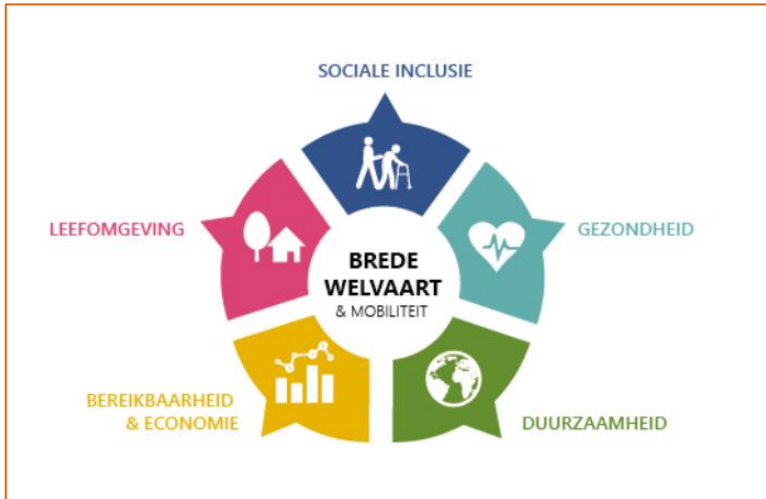 SOCIALE INCLUSIE
LEEFOMGEVING
GEZONDHEID
BREDE
WELVAART
& MOBILITEIT
BEREIKBAARHEID
& ECONOMIE
DUURZAAMHEID